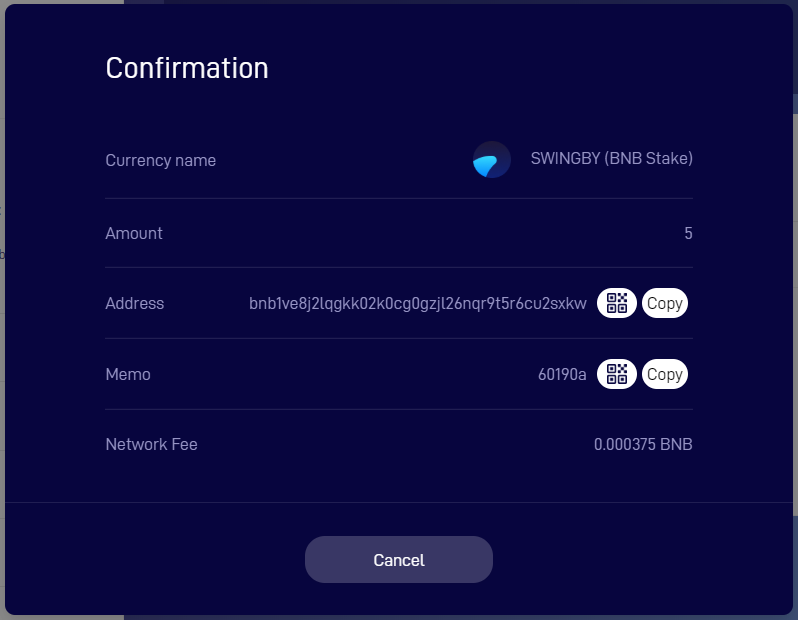 Confirmation
Currency name SWINGBY (BNB Stake)
Amount 5
Address bnb1ve8j2lqgkk02k0cg0gzjl26nqr9t5r6cu2sxkw Copy
Memo 60190a Copy
Network Fee 0.000375 BNB
Cancel